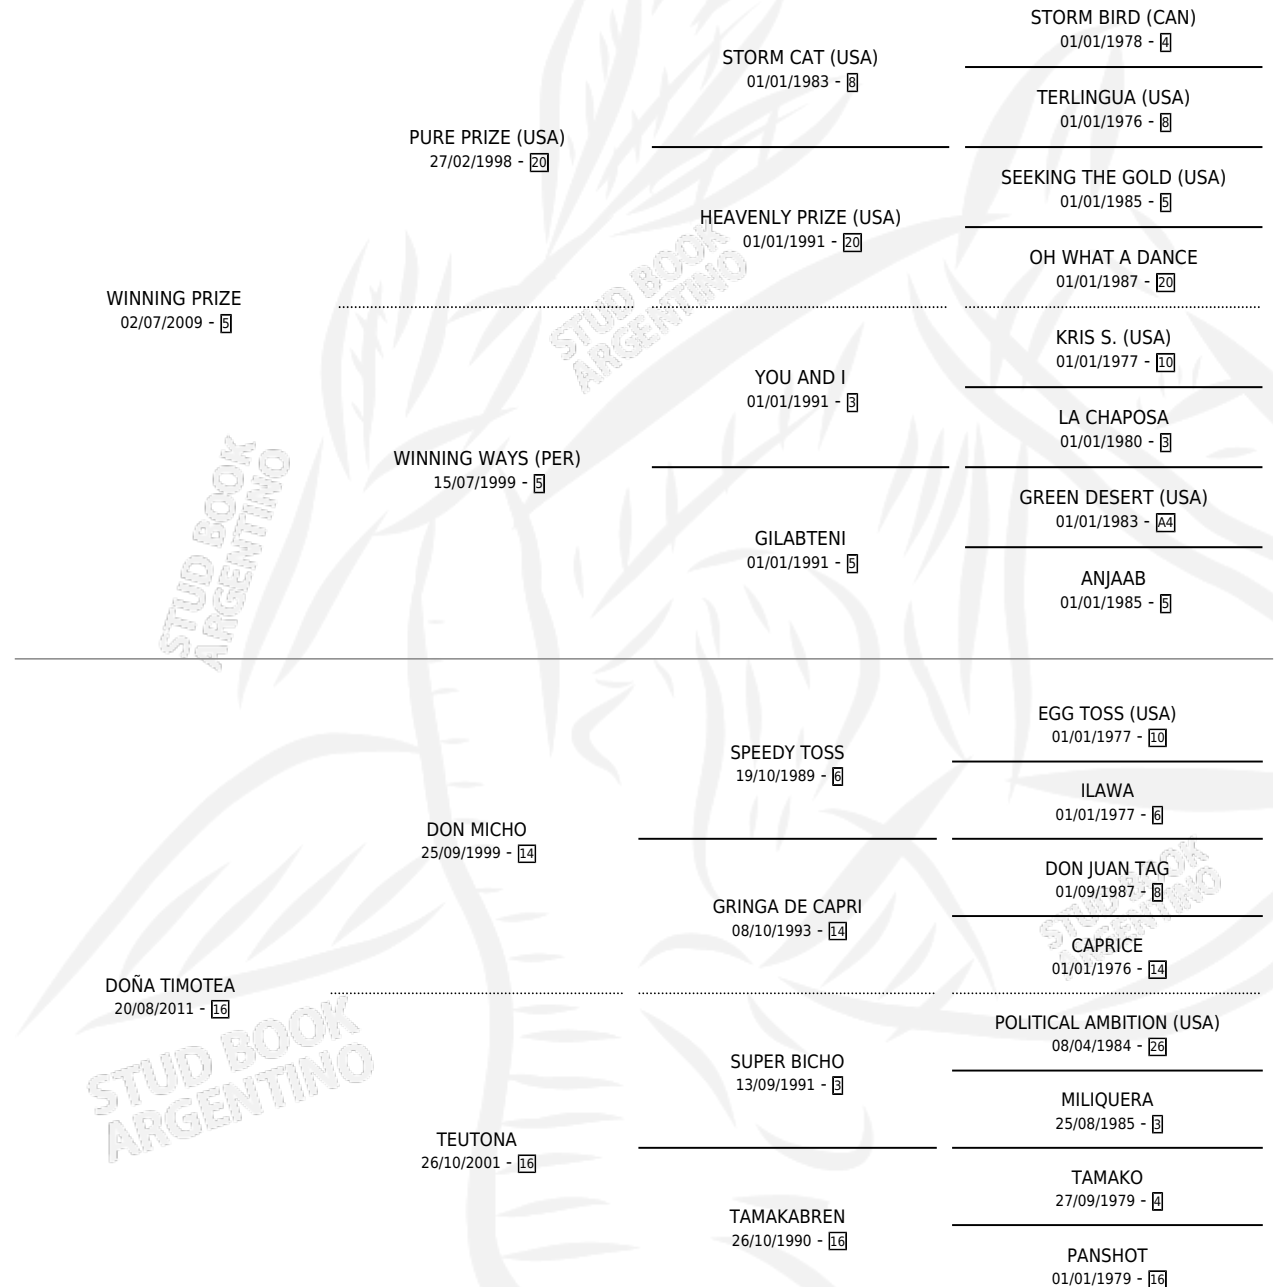 STORM BIRD (CAN)
01/01/1978 - 4
STORM CAT (USA)
01/01/1983 - 8
TERLINGUA (USA)
01/01/1976 - 8
PURE PRIZE (USA)
27/02/1998 - 20
SEEKING THE GOLD (USA)
01/01/1985 - 5
HEAVENLY PRIZE (USA)
01/01/1991 - 20
OH WHAT A DANCE
01/01/1987 - 20
WINNING PRIZE
02/07/2009 - 5
KRIS S. (USA)
01/01/1977 - 10
YOU AND I
01/01/1991 - 3
LA CHAPOSA
01/01/1980 - 3
WINNING WAYS (PER)
15/07/1999 - 5
GREEN DESERT (USA)
01/01/1983 - A4
GILABTENI
01/01/1991 - 5
ANJAAB
01/01/1985 - 5
EGG TOSS (USA)
01/01/1977 - 10
SPEEDY TOSS
19/10/1989 - 6
ILAWA
01/01/1977 - 6
DON MICHO
25/09/1999 - 14
DON JUAN TAG
01/09/1987 - 8
GRINGA DE CAPRI
08/10/1993 - 14
CAPRICE
01/01/1976 - 14
DOÑA TIMOTEA
20/08/2011 - 16
POLITICAL AMBITION (USA)
08/04/1984 - 26
SUPER BICHO
13/09/1991 - 3
MILIQUERA
25/08/1985 - 3
TEUTONA
26/10/2001 - 16
TAMAKO
27/09/1979 - 4
TAMAKABREN
26/10/1990 - 16
PANSHOT
01/01/1979 - 16
STUD BOOK
ARGENTINO
STUD BOOK
ARGENTINO
STUD BOOK
ARGENTINO
STUD BOOK
ARGENTINO